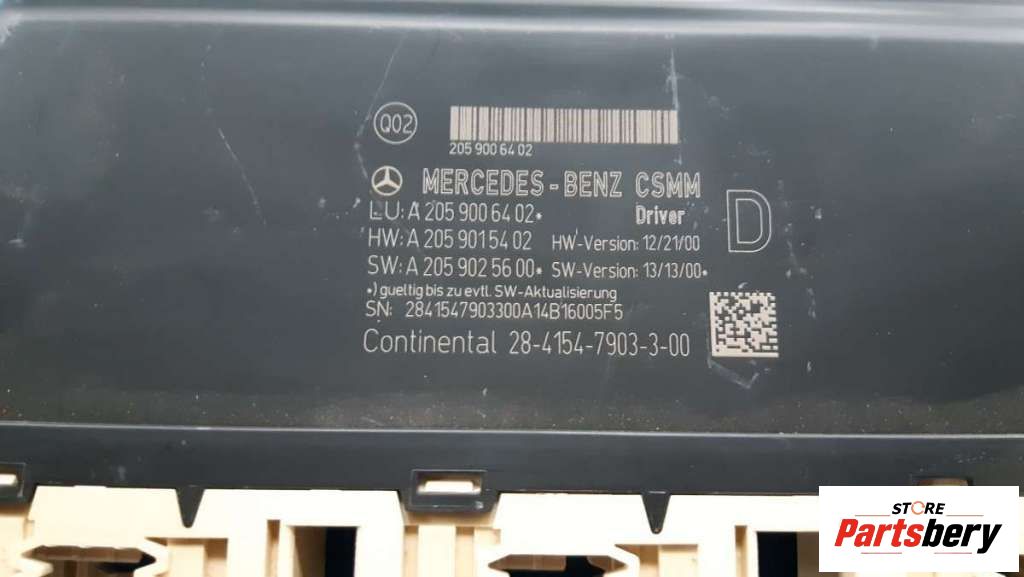 Q02
205 900 64 02
MERCEDES-BENZ CSMM
EU: A 205 900 64 02* Driver D
HW: A 205 901 54 02 HW-Version: 12/21/00
SW: A 205 902 56 00* SW-Version: 13/13/00*
*) gueltig bis zu evtl. SW-Aktualisierung
SN: 2841547903300A14B16005F5
Continental 28-4154-7903-3-00
STORE
Partsbery